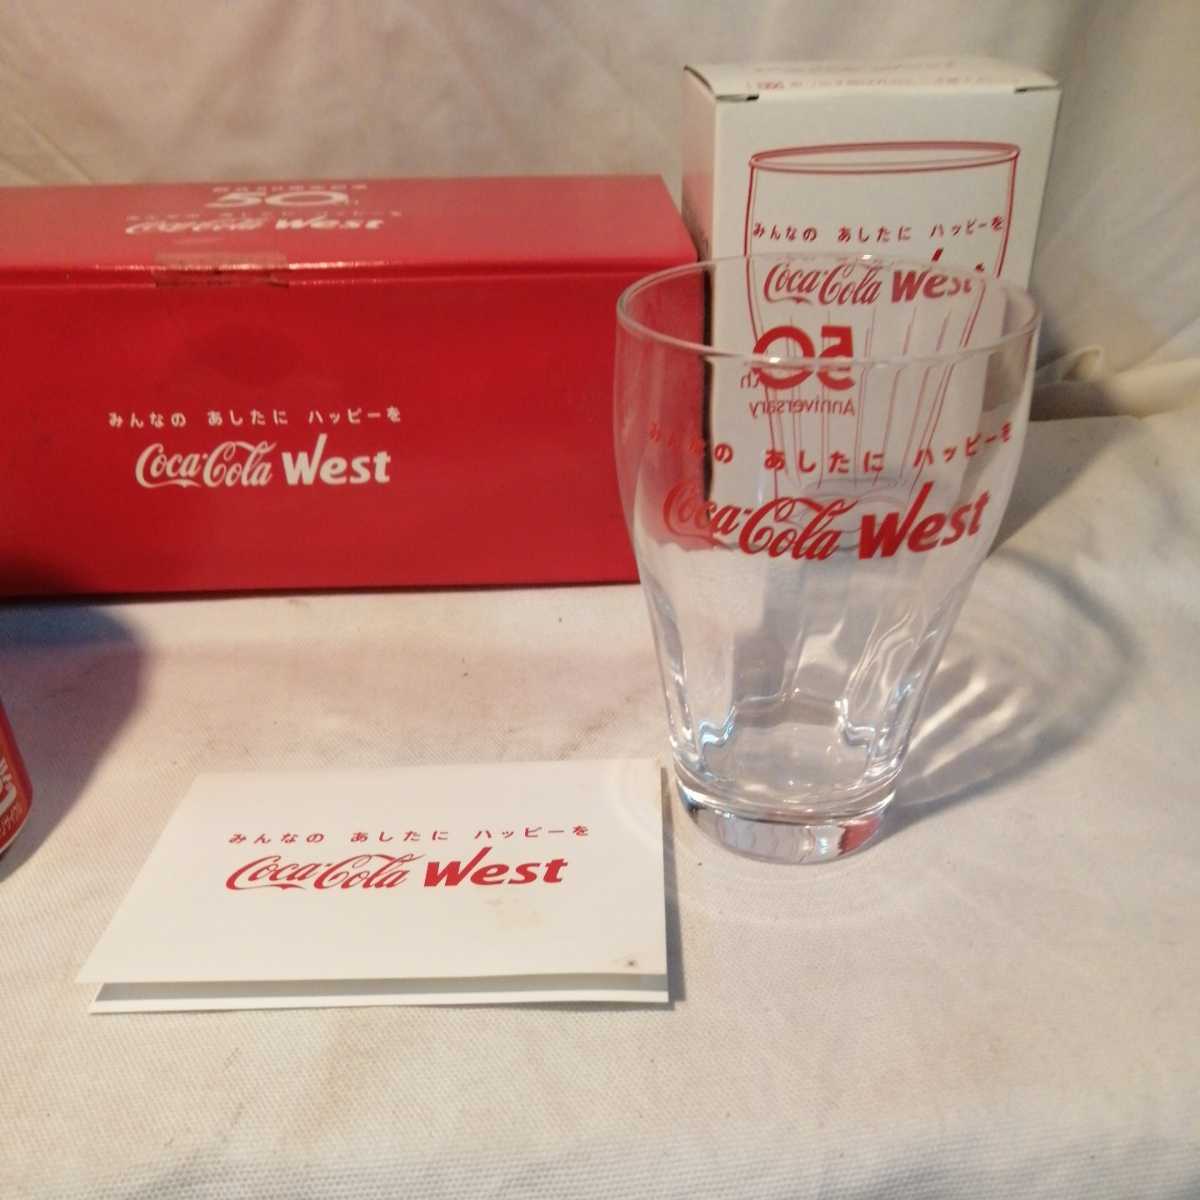 50
Coca-Cola West
みんなの あしたに ハッピーを
Coca-Cola West
みんなの あしたに ハッピーを
Coca-Cola West
50th
Anniversary
みんなの あしたに ハッピーを
Coca-Cola West
みんなの あしたに ハッピーを
Coca-Cola West